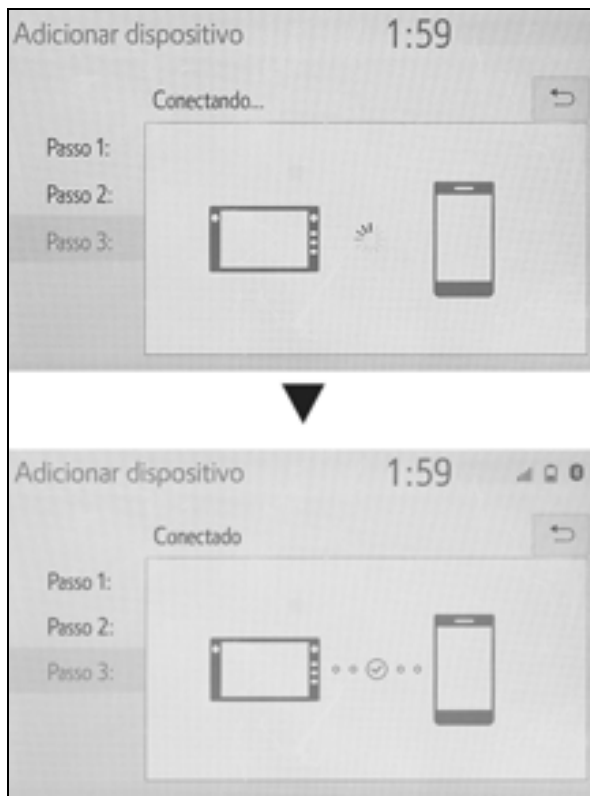 Adicionar dispositivo 1:59
Conectando...
Passo 1:
Passo 2:
Passo 3:
Adicionar dispositivo 1:59
Conectado
Passo 1:
Passo 2:
Passo 3: